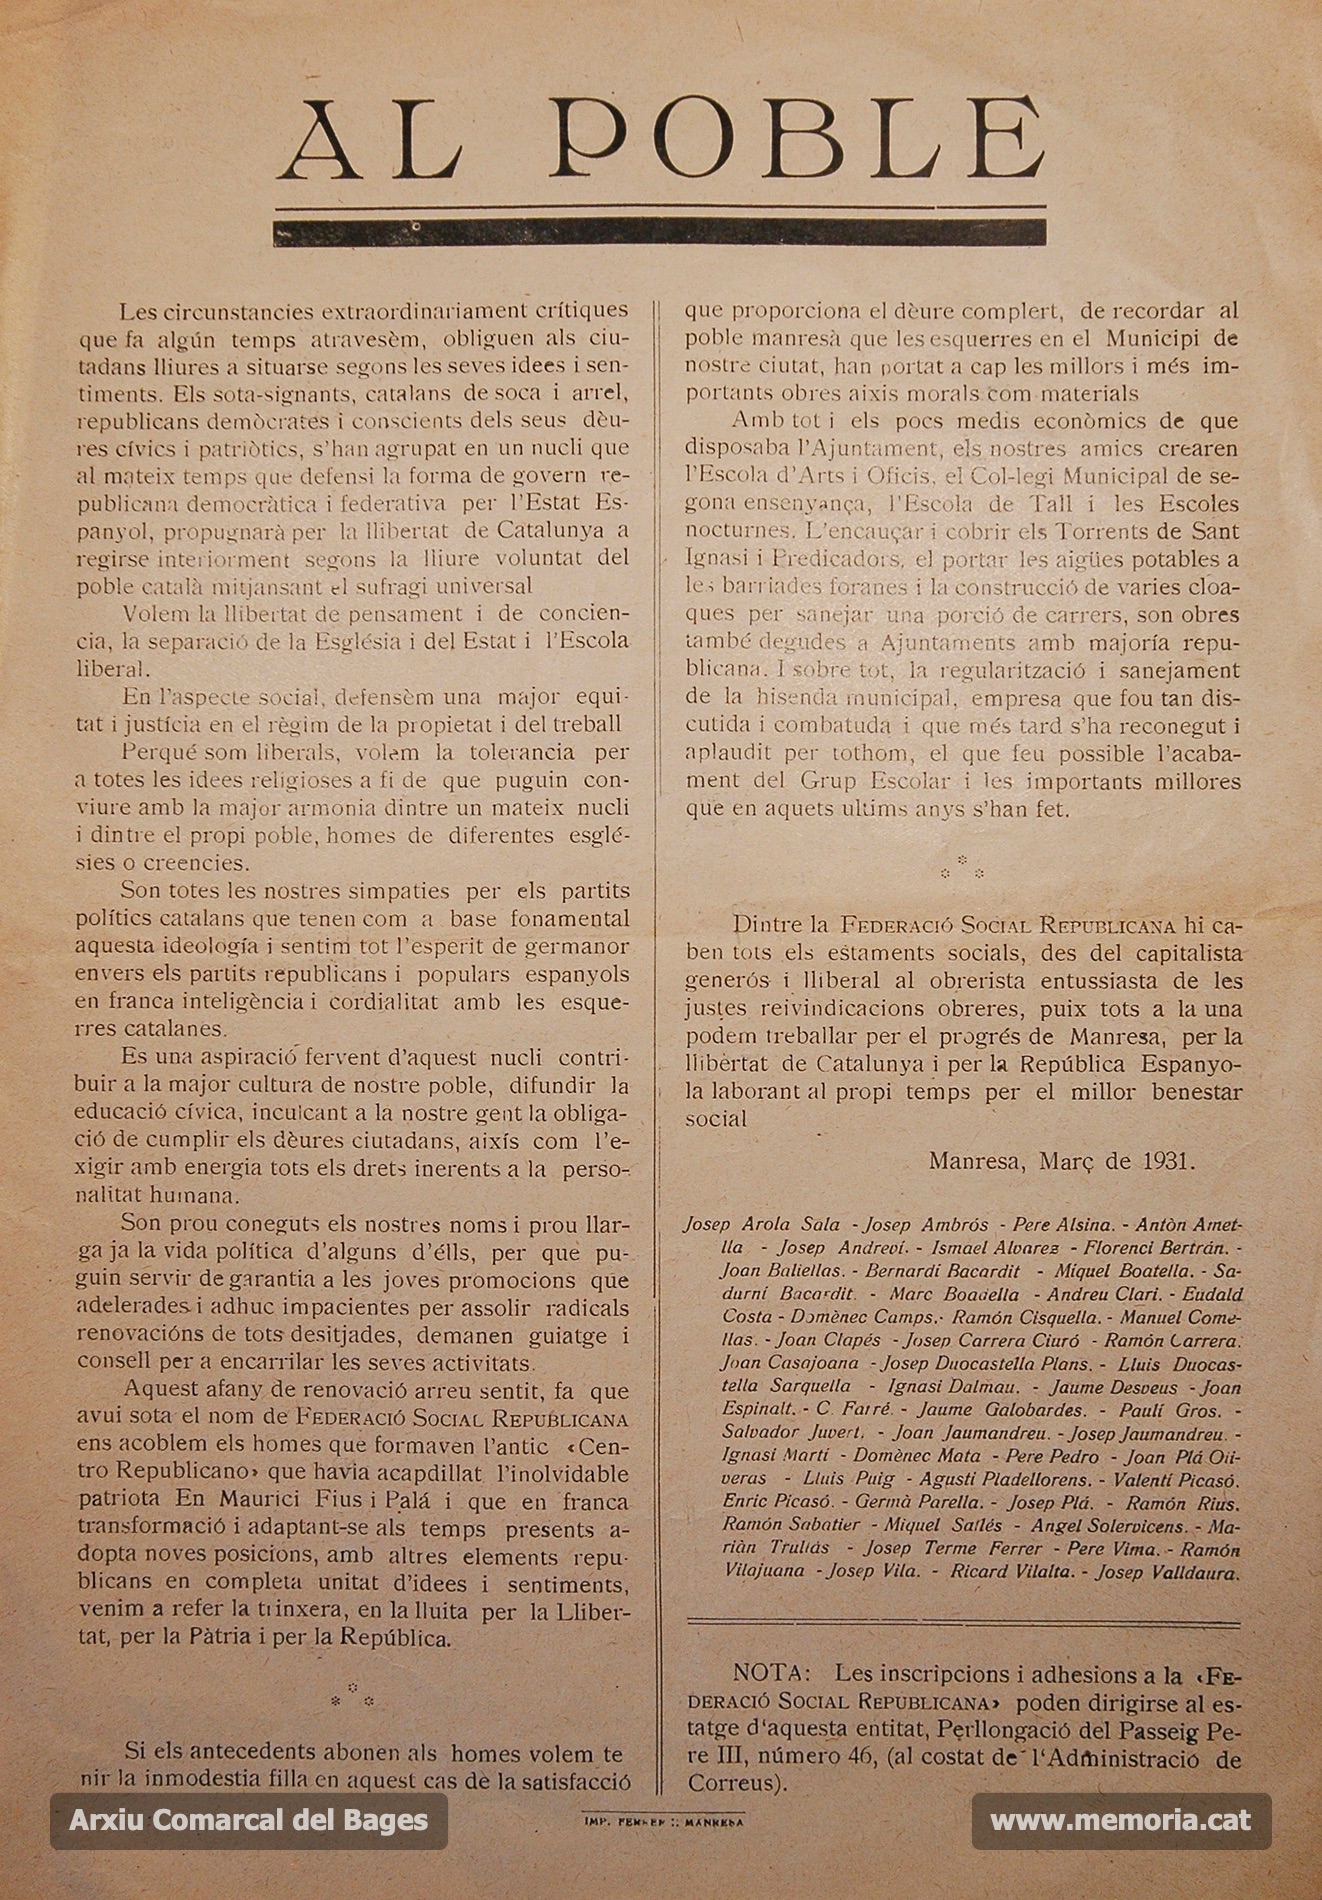 AL POBLE
Les circunstancies extraordinariament crítiques
que fa algún temps atravesèm, obliguen als ciu-
tadans lliures a situarse segons les seves idees i sen-
timents. Els sota-signants, catalans de soca i arrel,
republicans demòcrates i conscients dels seus dèu-
res cívics i patriòtics, s'han agrupat en un nucli que
al mateix temps que defensi la forma de govern re-
publicana democràtica i federativa per l'Estat Es-
panyol, propugnarà per la llibertat de Catalunya a
regirse interiorment segons la lliure voluntat del
poble català mitjansant el sufragi universal
Volem la llibertat de pensament i de concien-
cia, la separació de la Església i del Estat i l'Escola
liberal.
En l'aspecte social, defensèm una major equi-
tat i justícia en el règim de la propietat i del treball
Perqué som liberals, volem la tolerancia per
a totes les idees religioses a fi de que puguin con-
viure amb la major armonia dintre un mateix nucli
i dintre el propi poble, homes de diferentes esglé-
sies o creencies.
Son totes les nostres simpaties per els partits
polítics catalans que tenen com a base fonamental
aquesta ideología i sentim tot l'esperit de germanor
envers els partits republicans i populars espanyols
en franca inteligència i cordialitat amb les esque-
rres catalanes.
Es una aspiració fervent d'aquest nucli contri-
buir a la major cultura de nostre poble, difundir la
educació cívica, inculcant a la nostre gent la obliga-
ció de cumplir els dèures ciutadans, aixís com l'e-
xigir amb energia tots els drets inerents a la perso-
nalitat humana.
Son prou coneguts els nostres noms i prou llar-
ga ja la vida política d'alguns d'élls, per que pu-
guin servir de garantia a les joves promocions que
adelerades i adhuc impacientes per assolir radicals
renovacións de tots desitjades, demanen guiatge i
consell per a encarrilar les seves activitats.
Aquest afany de renovació arreu sentit, fa que
avui sota el nom de FEDERACIÓ SOCIAL REPUBLICANA
ens acoblem els homes que formaven l'antic «Cen-
tro Republicano» que havia acapdillat l'inolvidable
patriota En Maurici Fius i Palá i que en franca
transformació i adaptant-se als temps presents a-
dopta noves posicions, amb altres elements repu-
blicans en completa unitat d'idees i sentiments,
venim a refer la trinxera, en la lluita per la Lliber-
tat, per la Pàtria i per la República.
Si els antecedents abonen als homes volem te
nir la inmodestia filla en aquest cas de la satisfacció
que proporciona el dèure complert, de recordar al
poble manresà que les esquerres en el Municipi de
nostre ciutat, han portat a cap les millors i més im-
portants obres aixis morals com materials
Amb tot i els pocs medis econòmics de que
disposaba l'Ajuntament, els nostres amics crearen
l'Escola d'Arts i Oficis, el Col-legi Municipal de se-
gona ensenyança, l'Escola de Tall i les Escoles
nocturnes. L'encauçar i cobrir els Torrents de Sant
Ignasi i Predicadors, el portar les aigües potables a
les barriades foranes i la construcció de varies cloa-
ques per sanejar una porció de carrers, son obres
també degudes a Ajuntaments amb majoría repu-
blicana. I sobre tot, la regularització i sanejament
de la hisenda municipal, empresa que fou tan dis-
cutida i combatuda i que més tard s'ha reconegut i
aplaudit per tothom, el que feu possible l'acaba-
ment del Grup Escolar i les importants millores
que en aquets ultims anys s'han fet.
Dintre la FEDERACIÓ SOCIAL REPUBLICANA hi ca-
ben tots els estaments socials, des del capitalista
generós i lliberal al obrerista entussiasta de les
justes reivindicacions obreres, puix tots a la una
podem treballar per el progrés de Manresa, per la
llibèrtat de Catalunya i per la República Espanyo-
la laborant al propi temps per el millor benestar
social
Manresa, Març de 1931.
Josep Arola Sala - Josep Ambrós - Pere Alsina. - Antòn Amet-
lla - Josep Andreví. - Ismael Alvarez - Florenci Bertrán. -
Joan Baliellas. - Bernardí Bacardit - Miquel Boatella. - Sa-
durní Bacardit. - Marc Boadella - Andreu Clari. - Eudald
Costa - Domènec Camps.- Ramón Cisquella. - Manuel Come-
llas. - Joan Clapés - Josep Carrera Ciuró - Ramón Carrera.
Joan Casajoana - Josep Duocastella Plans. - Lluis Duocas-
tella Sarquella - Ignasi Dalmau. - Jaume Desveus - Joan
Espinalt. - C. Farré. - Jaume Galobardes. - Paulí Gros. -
Salvador Juvert. - Joan Jaumandreu. - Josep Jaumandreu. -
Ignasi Martí - Domènec Mata - Pere Pedro - Joan Plá Oli-
veras - Lluis Puig - Agustí Pladellorens. - Valentí Picasó.
Enric Picasó. - Germà Parella. - Josep Plá. - Ramón Rius.
Ramón Sabatier - Miquel Sallés - Angel Solervicens. - Ma-
riàn Trullás - Josep Terme Ferrer - Pere Vima. - Ramón
Vilajuana - Josep Vila. - Ricard Vilalta. - Josep Valldaura.
NOTA: Les inscripcions i adhesions a la «FE-
DERACIÓ SOCIAL REPUBLICANA» poden dirigirse al es-
tatge d'aquesta entitat, Perllongació del Passeig Pe-
re III, número 46, (al costat de l'Administració de
Correus).
IMP. FERRER :: MANRESA
Arxiu Comarcal del Bages
www.memoria.cat